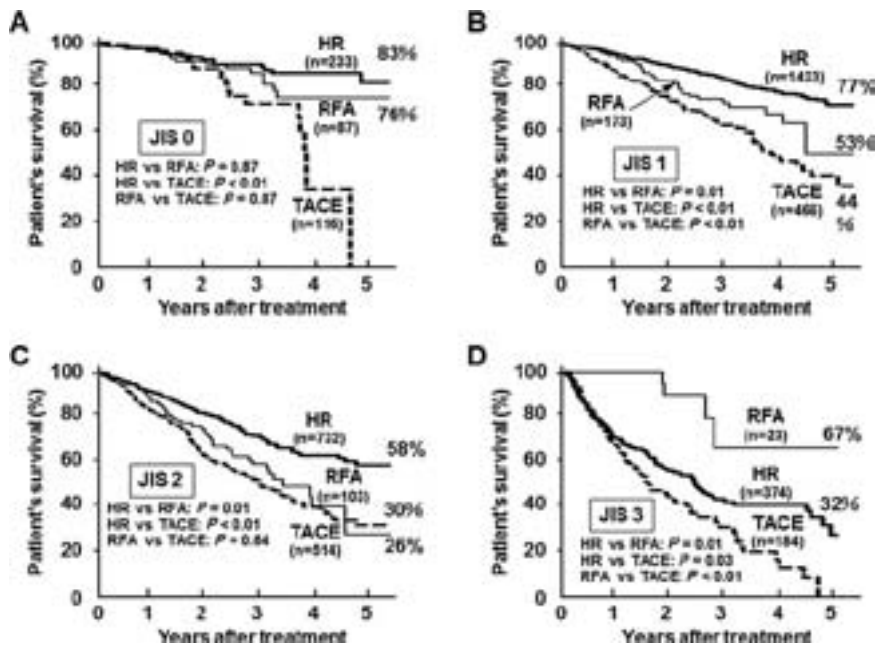 A
Patient's survival (%)
100
80
60
40
20
0
HR
(n=233)
83%
RFA
(n=87)
76%
JIS 0
HR vs RFA: P = 0.87
HR vs TACE: P < 0.01
RFA vs TACE: P = 0.87
TACE
(n=116)
0 1 2 3 4 5
Years after treatment
B
Patient's survival (%)
100
80
60
40
20
0
HR
(n=1433)
77%
RFA
(n=173)
53%
JIS 1
HR vs RFA: P = 0.01
HR vs TACE: P < 0.01
RFA vs TACE: P < 0.01
TACE
(n=466)
44
%
0 1 2 3 4 5
Years after treatment
C
Patient's survival (%)
100
80
60
40
20
0
HR
(n=732)
58%
JIS 2
RFA
(n=103)
30%
HR vs RFA: P = 0.01
HR vs TACE: P < 0.01
RFA vs TACE: P = 0.64
TACE
(n=514)
26%
0 1 2 3 4 5
Years after treatment
D
Patient's survival (%)
100
80
60
40
20
0
RFA
(n=23)
67%
HR
(n=374)
32%
JIS 3
TACE
(n=184)
HR vs RFA: P = 0.01
HR vs TACE: P = 0.03
RFA vs TACE: P < 0.01
0 1 2 3 4 5
Years after treatment